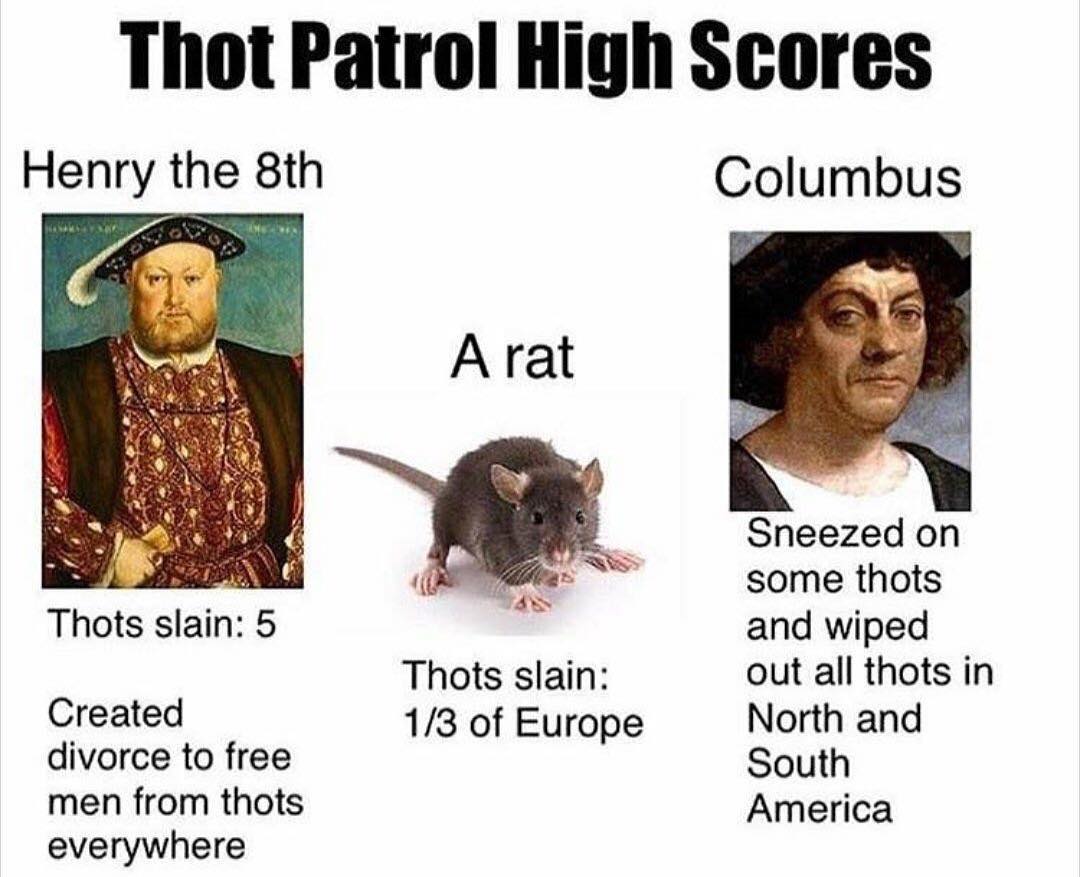 Thot Patrol High Scores
Henry the 8th
Thots slain: 5
Created
divorce to free
men from thots
everywhere
A rat
Thots slain:
1/3 of Europe
Columbus
Sneezed on
some thots
and wiped
out all thots in
North and
South
America